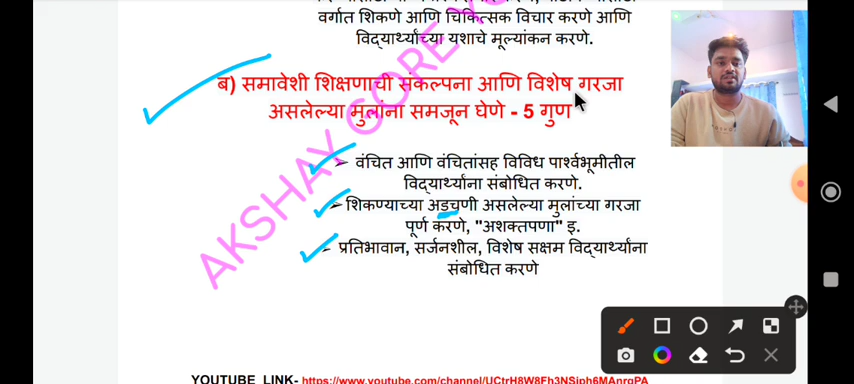 वर्गात शिकणे आणि चिकित्सक विचार करणे आणि
विद्यार्थ्यांच्या यशाचे मूल्यांकन करणे.
ब) समावेशी शिक्षणाची संकल्पना आणि विशेष गरजा
असलेल्या मुलांना समजून घेणे - 5 गुण
➢ वंचित आणि वंचितांसह विविध पार्श्वभूमीतील
विद्यार्थ्यांना संबोधित करणे.
➢ शिकण्याच्या अडचणी असलेल्या मुलांच्या गरजा
पूर्ण करणे, "अशक्तपणा" इ.
➢ प्रतिभावान, सर्जनशील, विशेष सक्षम विद्यार्थ्यांना
संबोधित करणे
AKSHAY GORE
YOUTUBE LINK- https://www.youtube.com/channel/UCtrH8W8Fh3NSjph6MAnrqPA